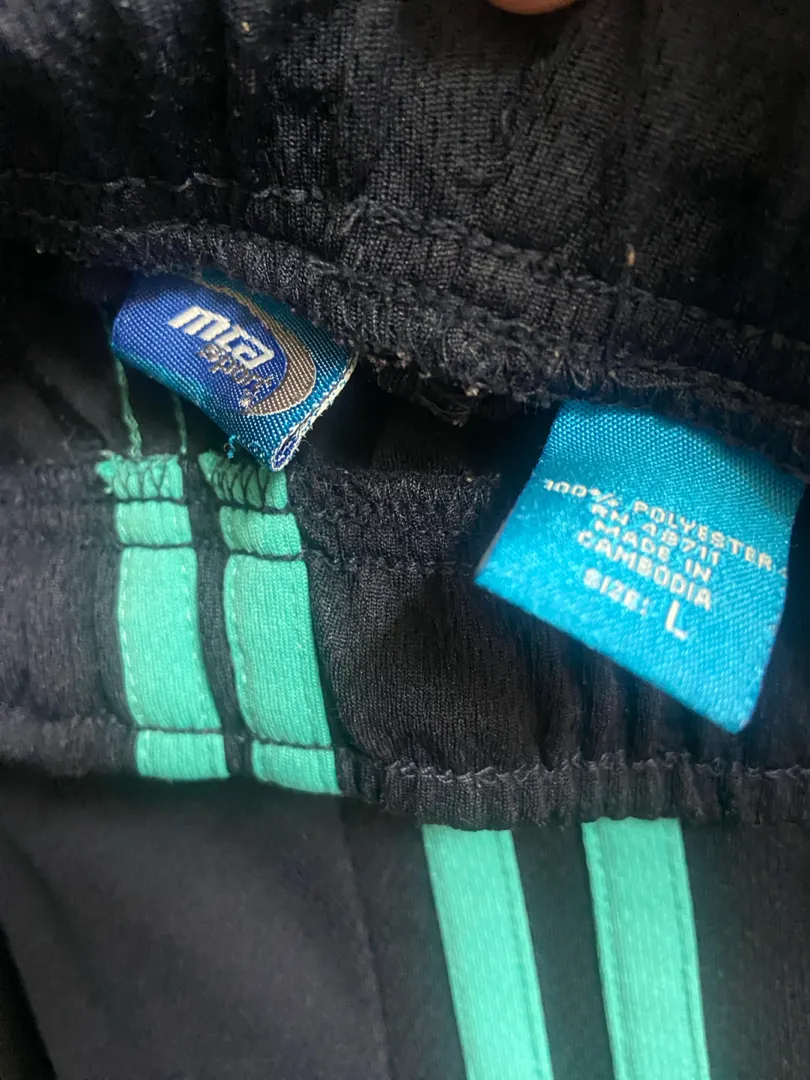 mta
sport
100% POLYESTER
RN 48711
MADE IN
CAMBODIA
SIZE: L